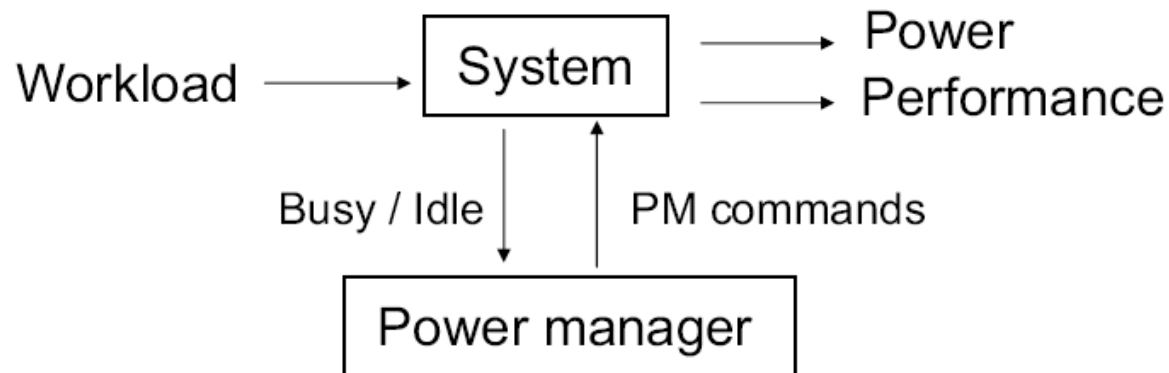 Workload
System
Power
Performance
Busy / Idle
PM commands
Power manager